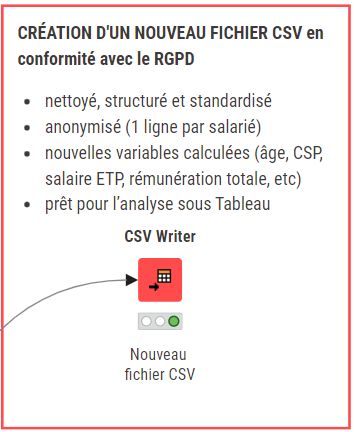 CRÉATION D'UN NOUVEAU FICHIER CSV en
conformité avec le RGPD
• nettoyé, structuré et standardisé
• anonymisé (1 ligne par salarié)
• nouvelles variables calculées (âge, CSP,
salaire ETP, rémunération totale, etc)
• prêt pour l’analyse sous Tableau
CSV Writer
Nouveau
fichier CSV